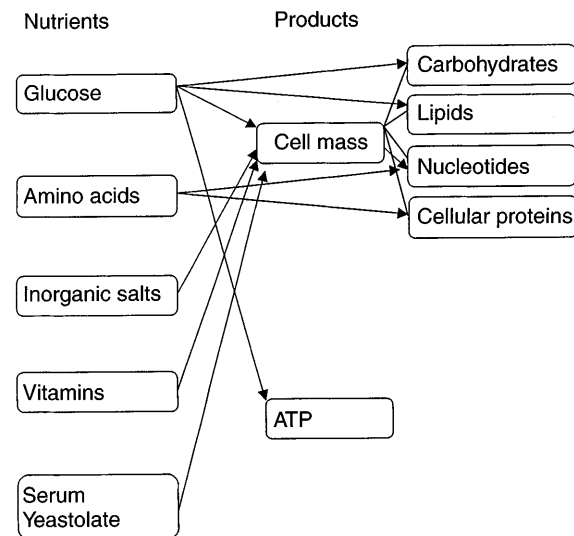 Nutrients
Products
Glucose
Amino acids
Inorganic salts
Vitamins
Serum
Yeastolate
Cell mass
ATP
Carbohydrates
Lipids
Nucleotides
Cellular proteins